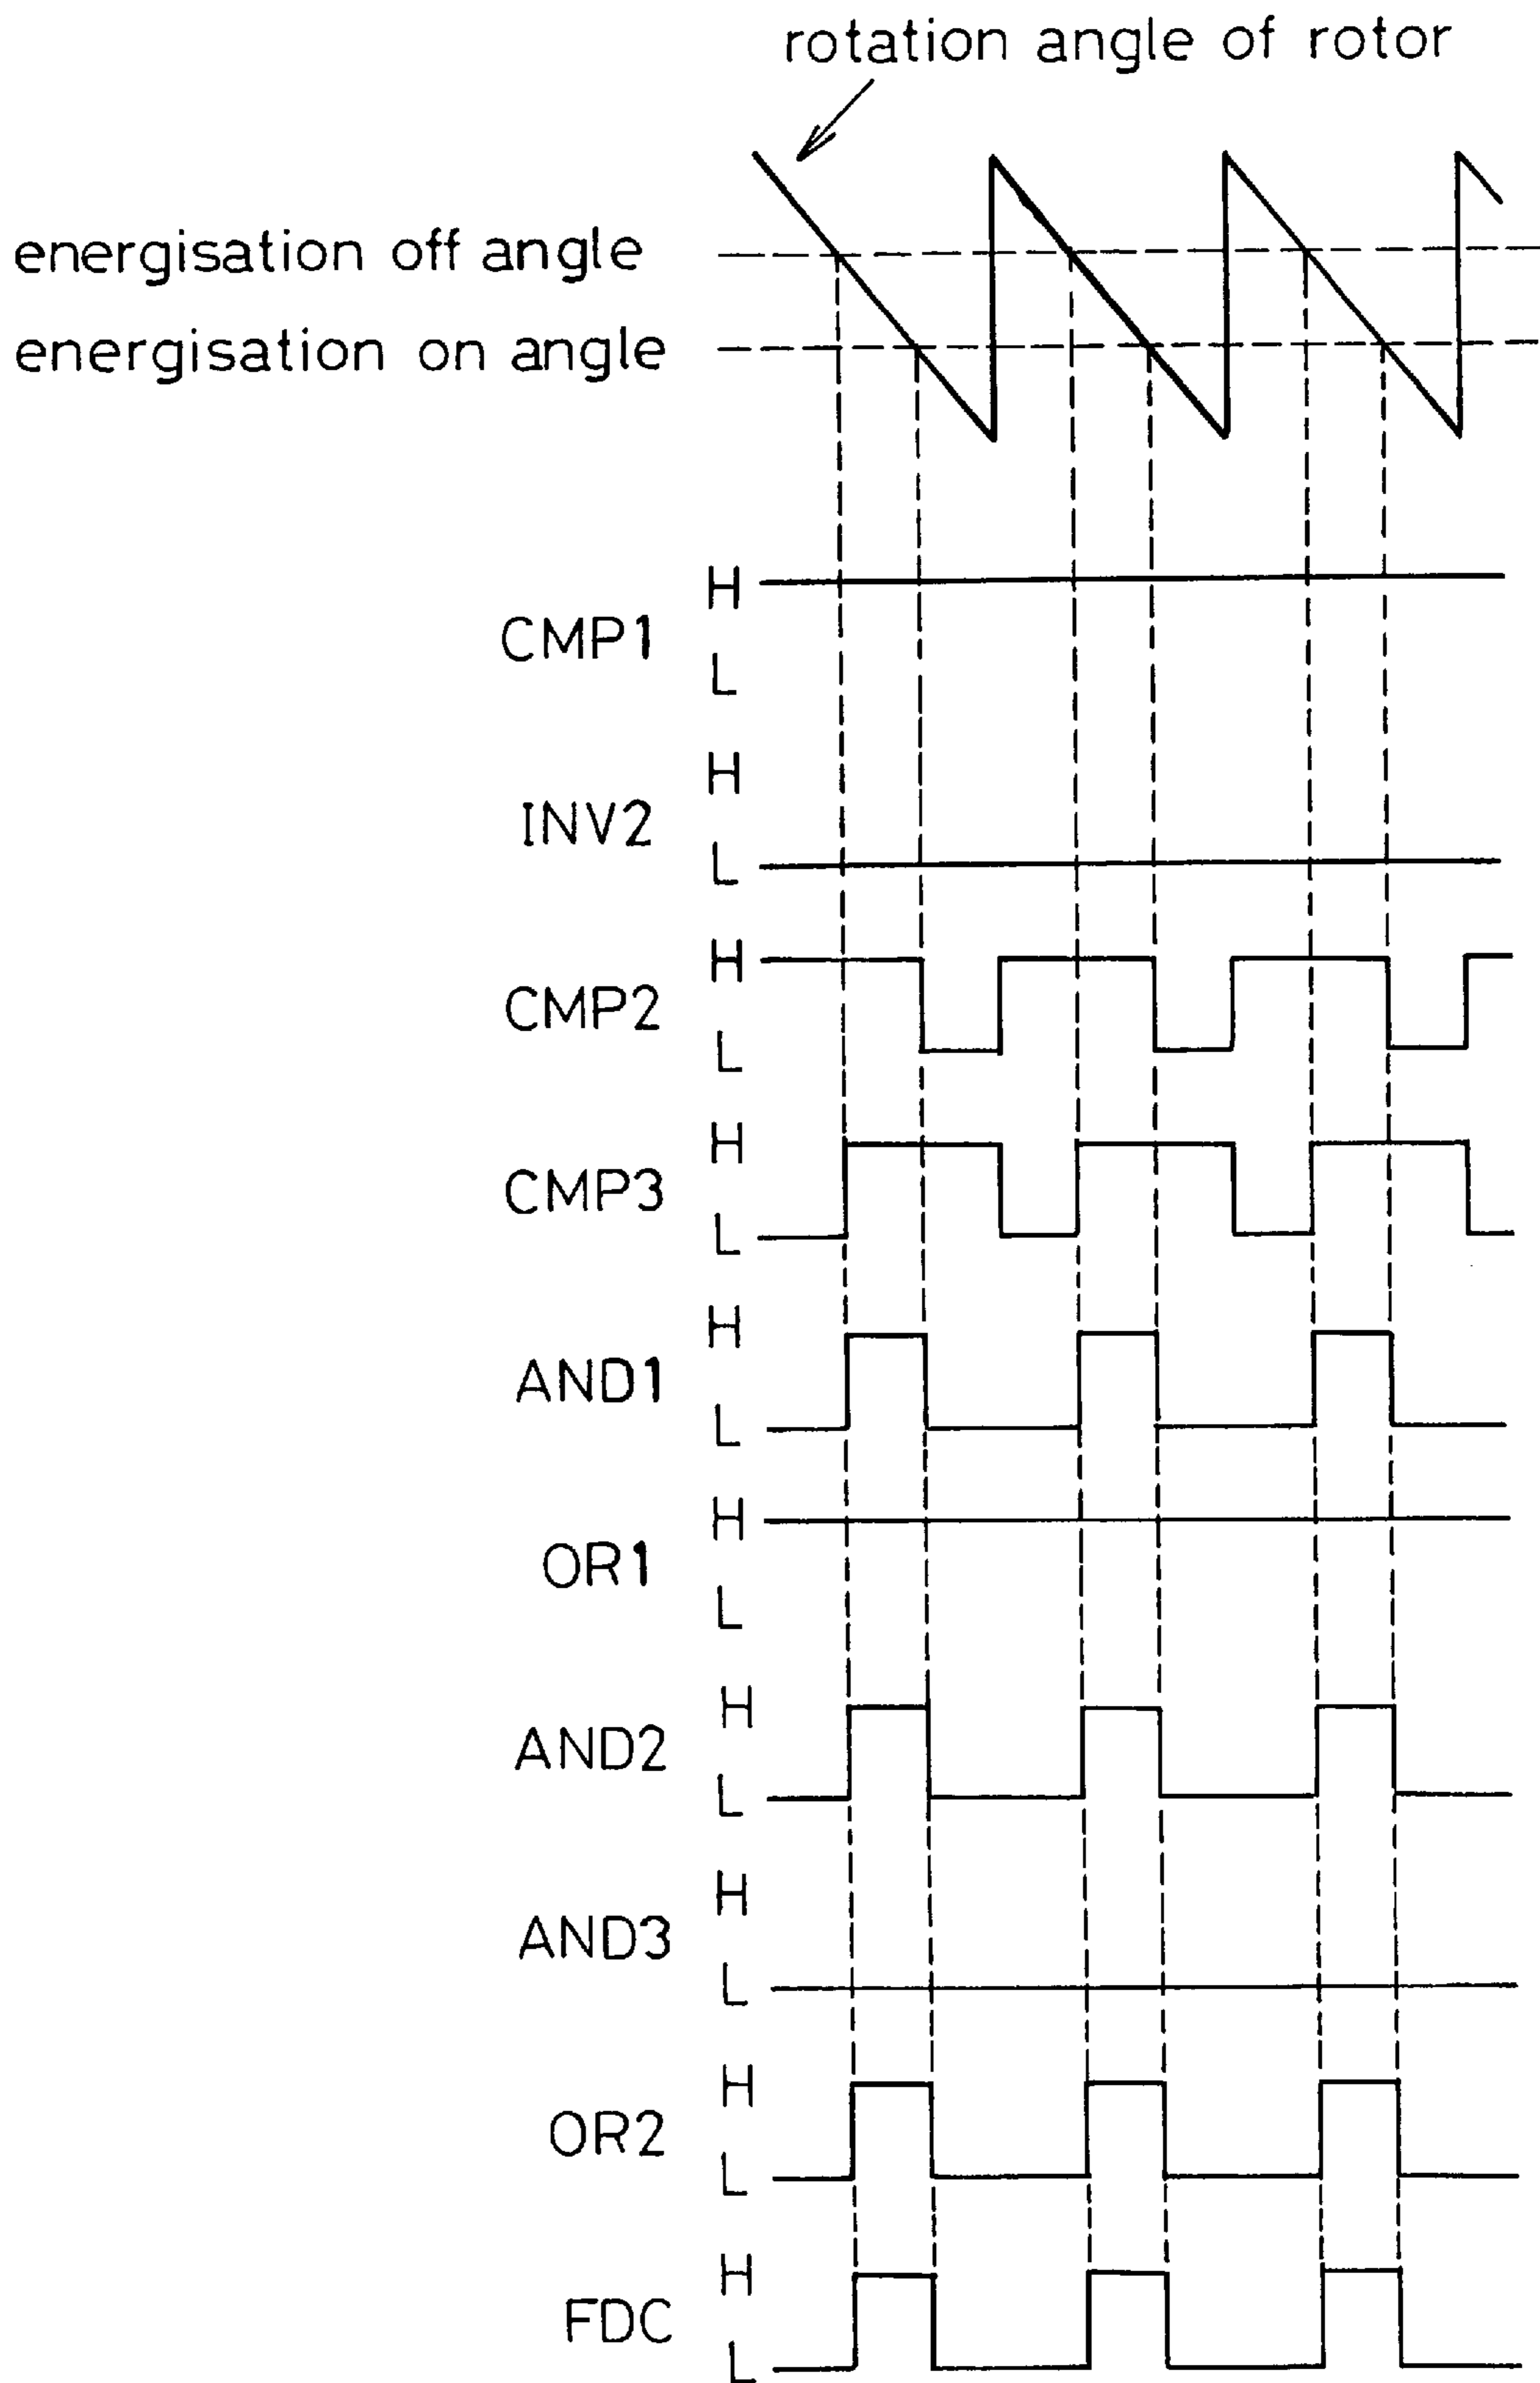 rotation angle of rotor
energisation off angle
energisation on angle
H
CMP1
L
H
INV2
L
H
CMP2
L
H
CMP3
L
H
AND1
L
H
OR1
L
H
AND2
L
H
AND3
L
H
OR2
L
H
FDC
L